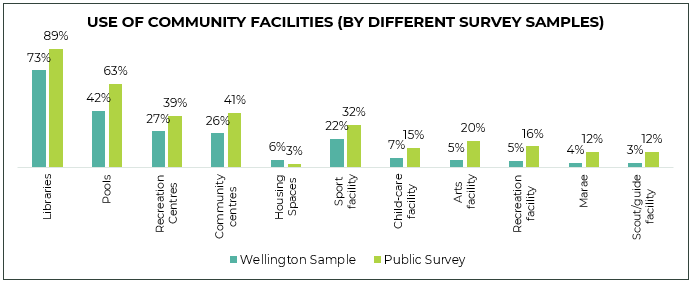 USE OF COMMUNITY FACILITIES (BY DIFFERENT SURVEY SAMPLES)
89%
73%
63%
42%
39%
27%
41%
26%
6%
3%
32%
22%
15%
7%
20%
5%
16%
5%
12%
4%
12%
3%
Libraries
Pools
Recreation
Centres
Community
centres
Housing
Spaces
Sport
facility
Child-care
facility
Arts
facility
Recreation
facility
Marae
Scout/guide
facility
Wellington Sample
Public Survey